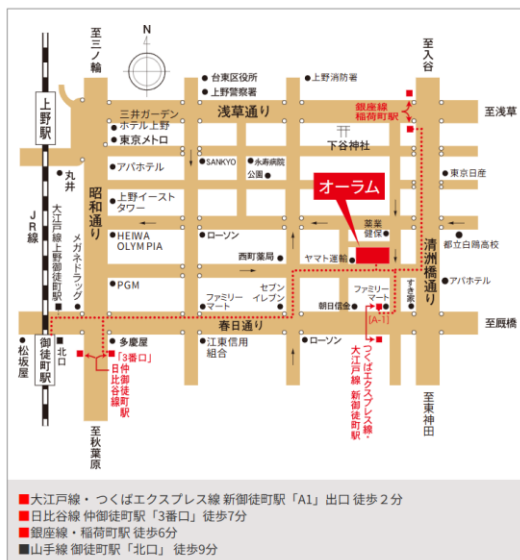 至三ノ輪
N
台東区役所
上野警察署
上野消防署
至入谷
銀座線
稲荷町駅
三井ガーデン
ホテル上野
東京メトロ
浅草通り
至浅草
下谷神社
上野駅
丸井
アパホテル
SANKYO
永寿病院
公園
オーラム
東京日産
JR線
昭和通り
上野イースト
タワー
薬業
健保
大江戸線上野御徒町駅
メガネドラッグ
HEIWA
OLYMPIA
ローソン
西町薬局
ヤマト運輸
清洲橋通り
都立白鴎高校
PGM
ファミリー
マート
セブン
イレブン
朝日信金
ファミリー
マート
すき家
アパホテル
[A-1]
春日通り
至厩橋
松坂屋
御徒町駅
北口
多慶屋
「3番口」
日比谷線
仲御徒町駅
江東信用
組合
ローソン
つくばエクスプレス線・
大江戸線 新御徒町駅
至秋葉原
至東神田
■大江戸線・ つくばエクスプレス線 新御徒町駅「A1」出口 徒歩２分
■日比谷線 仲御徒町駅「3番口」徒歩7分
■銀座線・稲荷町駅 徒歩6分
■山手線 御徒町駅「北口」 徒歩9分